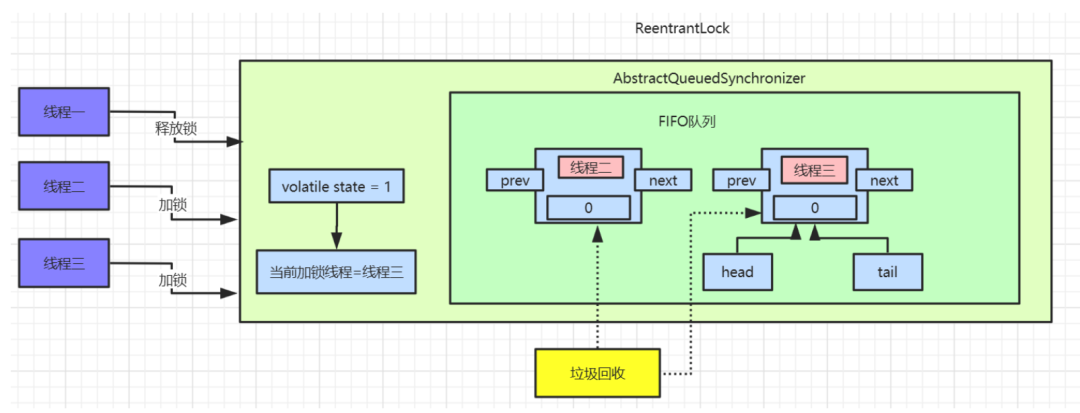 ReentrantLock
AbstractQueuedSynchronizer
线程一
释放锁
FIFO队列
线程二
加锁
线程三
加锁
volatile state = 1
当前加锁线程=线程三
prev
线程二
next
0
prev
线程三
next
0
head
tail
垃圾回收